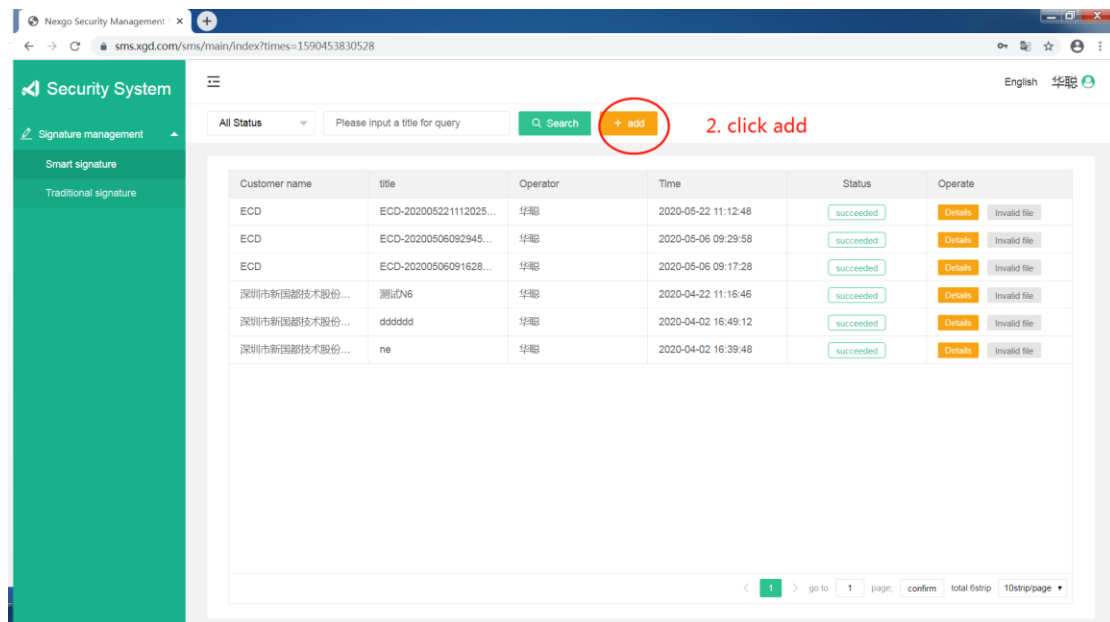 Nexgo Security Management
sms.xgd.com/sms/main/index?times=1590453830528
Security System
English 华聪
Signature management
Smart signature
Traditional signature
All Status Please input a title for query Search + add 2. click add
Customer name title Operator Time Status Operate
ECD ECD-202005221112025... 华聪 2020-05-22 11:12:48 succeeded Details Invalid file
ECD ECD-20200506092945... 华聪 2020-05-06 09:29:58 succeeded Details Invalid file
ECD ECD-20200506091628... 华聪 2020-05-06 09:17:28 succeeded Details Invalid file
深圳市新国都技术股份... 测试N6 华聪 2020-04-22 11:16:46 succeeded Details Invalid file
深圳市新国都技术股份... dddddd 华聪 2020-04-02 16:49:12 succeeded Details Invalid file
深圳市新国都技术股份... ne 华聪 2020-04-02 16:39:48 succeeded Details Invalid file
< 1 > go to 1 page; confirm total 6strip 10strip/page